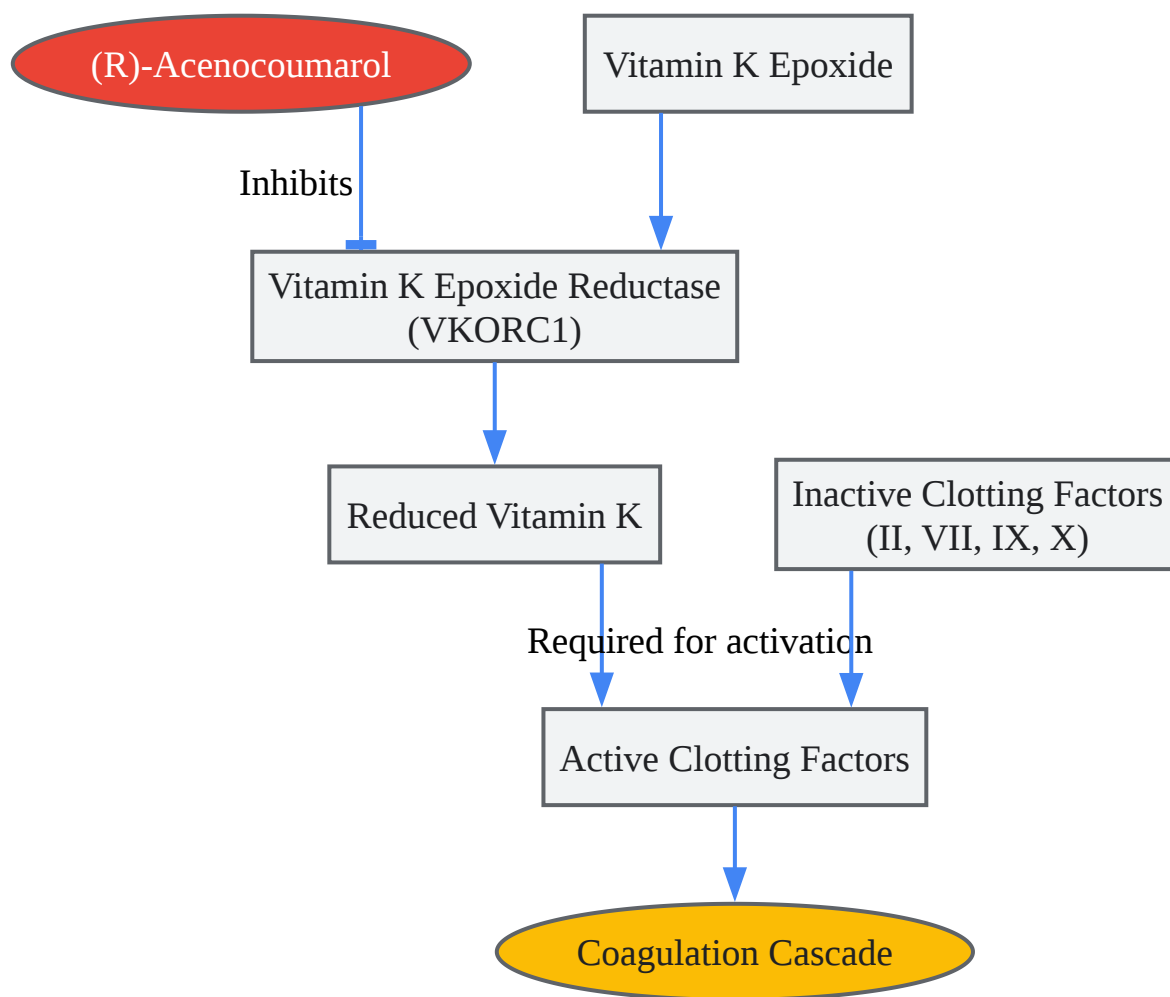 (R)-Acenocoumarol
Vitamin K Epoxide
Inhibits
Vitamin K Epoxide Reductase
(VKORC1)
Reduced Vitamin K
Inactive Clotting Factors
(II, VII, IX, X)
Required for activation
Active Clotting Factors
Coagulation Cascade